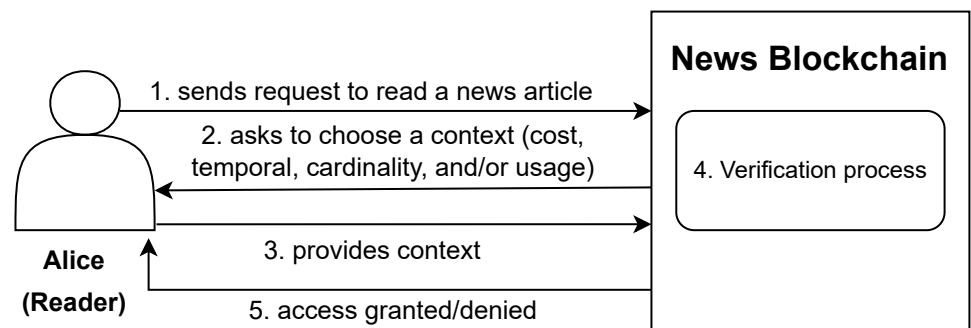 News Blockchain
1. sends request to read a news article
2. asks to choose a context (cost,
temporal, cardinality, and/or usage)
4. Verification process
3. provides context
Alice
(Reader)
5. access granted/denied